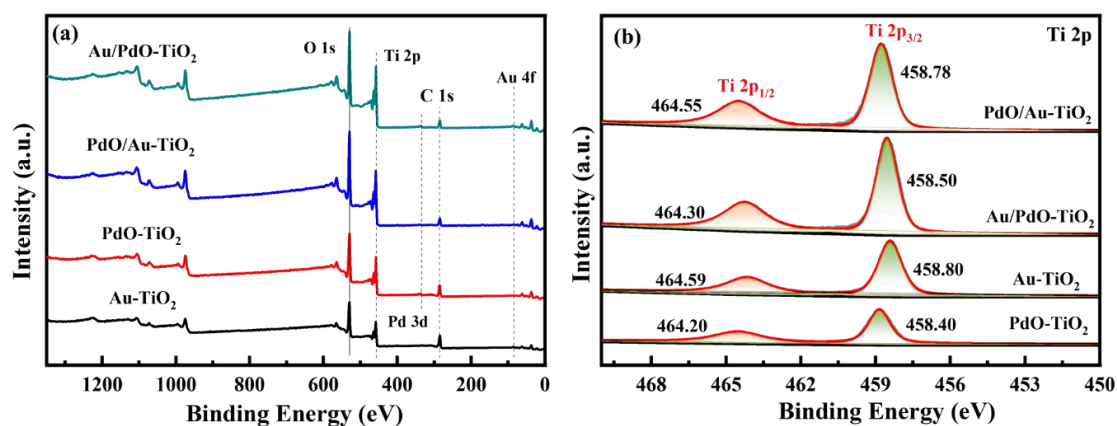 (a)
Au/PdO-TiO₂
O 1s
Ti 2p
C 1s
Au 4f
PdO/Au-TiO₂
PdO-TiO₂
Au-TiO₂
Pd 3d
Intensity (a.u.)
1200 1000 800 600 400 200 0
Binding Energy (eV)
(b)
Ti 2p₃/₂
Ti 2p
Ti 2p₁/₂
458.78
464.55
PdO/Au-TiO₂
458.50
464.30
Au/PdO-TiO₂
464.59
458.80
Au-TiO₂
464.20
458.40
PdO-TiO₂
Intensity (a.u.)
468 465 462 459 456 453 450
Binding Energy (eV)